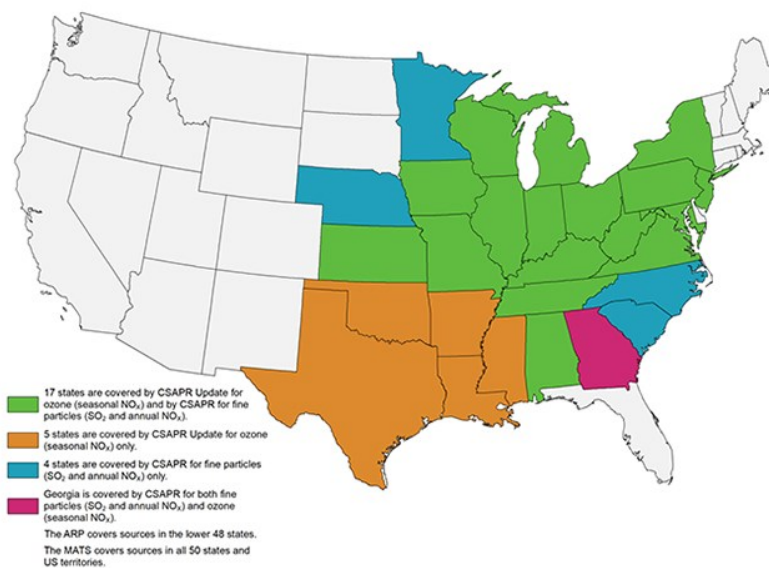 17 states are covered by CSAPR Update for
ozone (seasonal NOₓ) and by CSAPR for fine
particles (SO₂ and annual NOₓ).
5 states are covered by CSAPR Update for ozone
(seasonal NOₓ) only.
4 states are covered by CSAPR for fine particles
(SO₂ and annual NOₓ) only.
Georgia is covered by CSAPR for both fine
particles (SO₂ and annual NOₓ) and ozone
(seasonal NOₓ).
The ARP covers sources in the lower 48 states.
The MATS covers sources in all 50 states and
US territories.